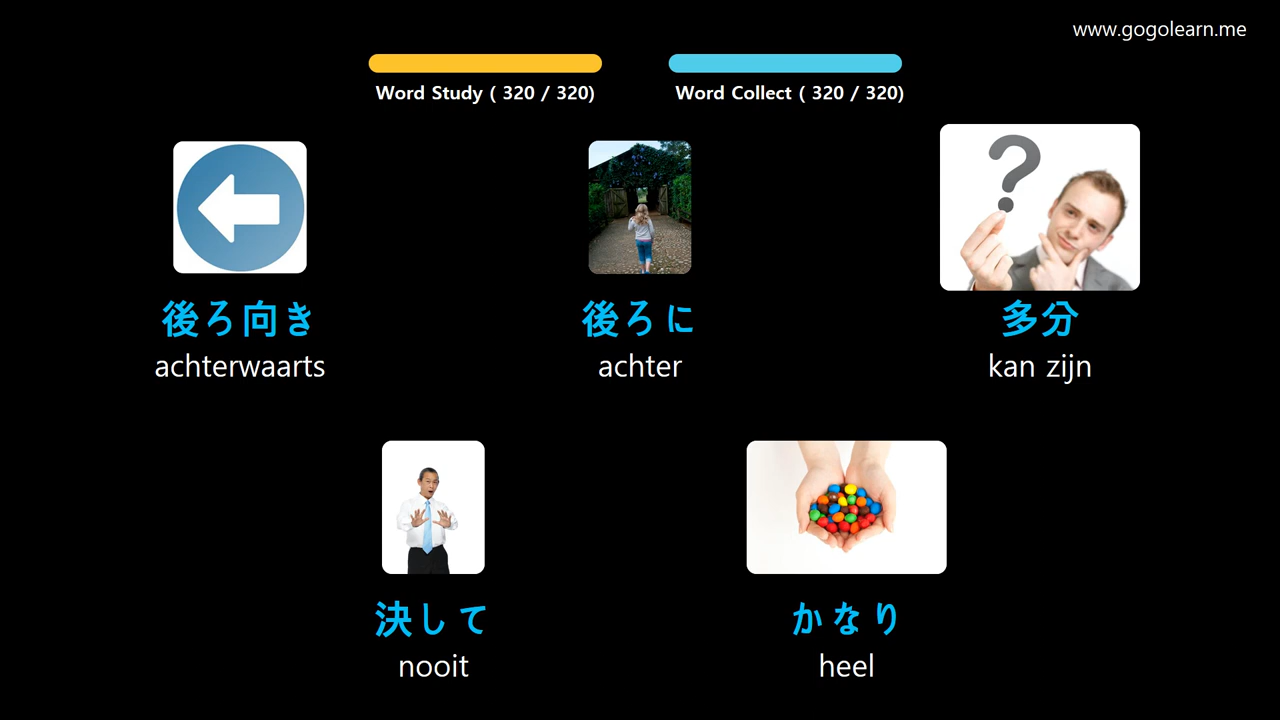 www.gogolearn.me
Word Study ( 320 / 320)
Word Collect ( 320 / 320)
後ろ向き
achterwaarts
後ろに
achter
多分
kan zijn
決して
nooit
かなり
heel